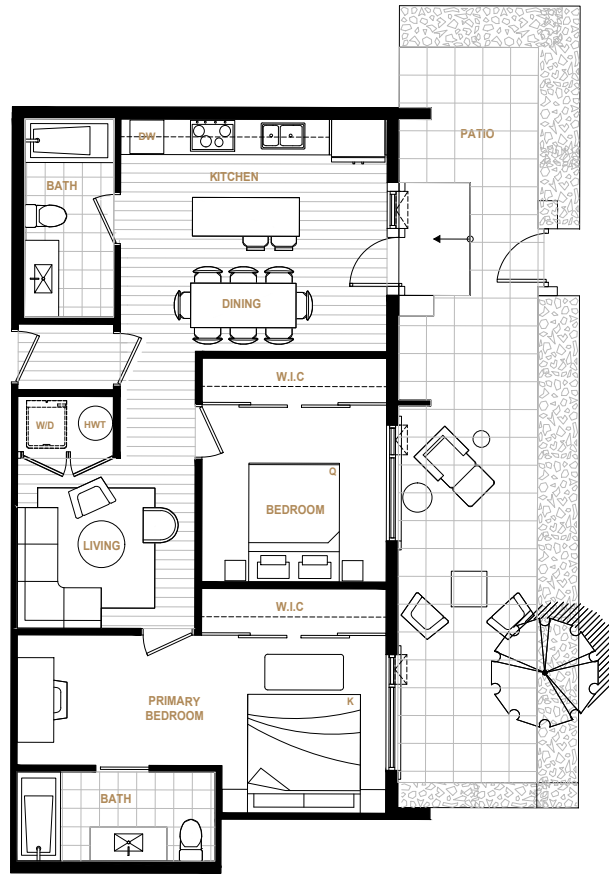 DW
PATIO
KITCHEN
BATH
DINING
W.I.C
W/D
HWT
Q
BEDROOM
LIVING
W.I.C
PRIMARY
BEDROOM
K
BATH